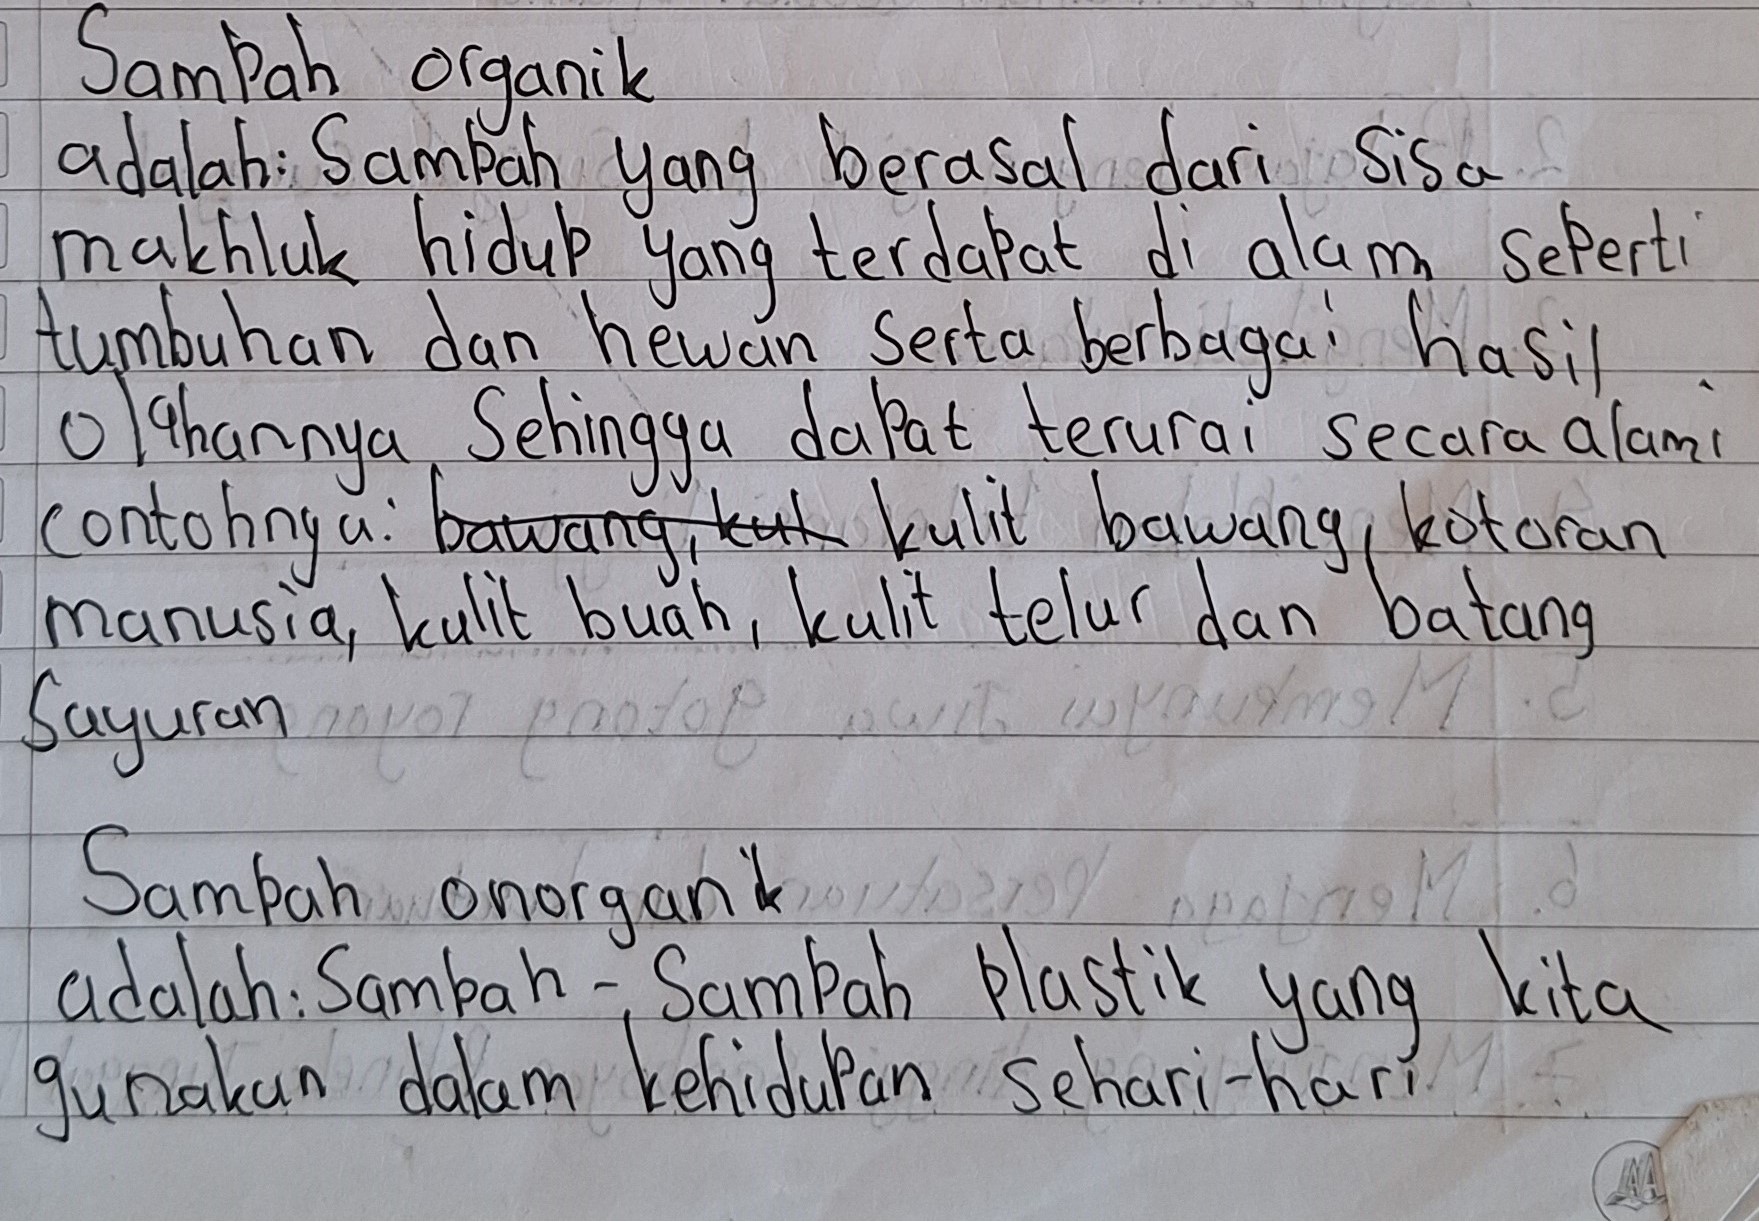 Sampah organik
adalah: Sampah yang berasal dari sisa
makhluk hidup yang terdapat di alam seperti
tumbuhan dan hewan serta berbagai hasil
olahannya sehingga dapat terurai secara alami
contohnya: bawang, kul kulit bawang, kotoran
manusia, kulit buah, kulit telur dan batang
Sayuran
Sampah onorganik
adalah: Sampah - Sampah plastik yang kita
gunakan dalam kehidupan sehari-hari